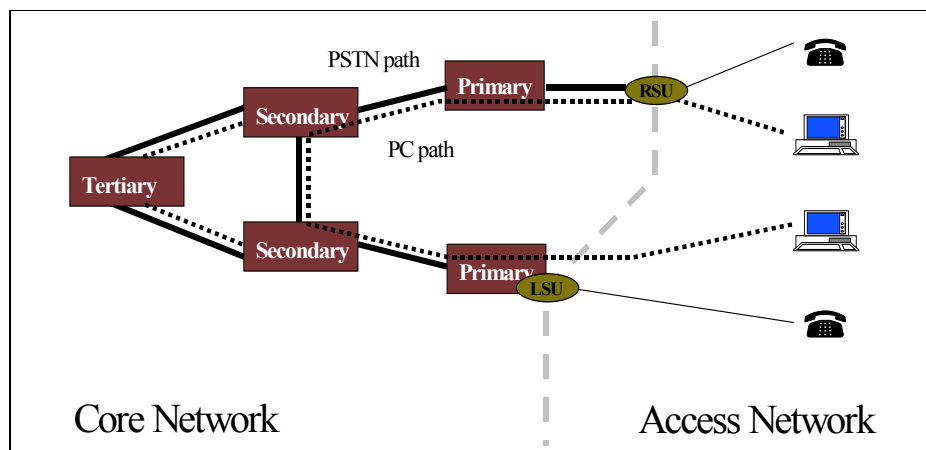 PSTN path
Primary
RSU
Secondary
PC path
Tertiary
Secondary
Primary
LSU
Core Network
Access Network